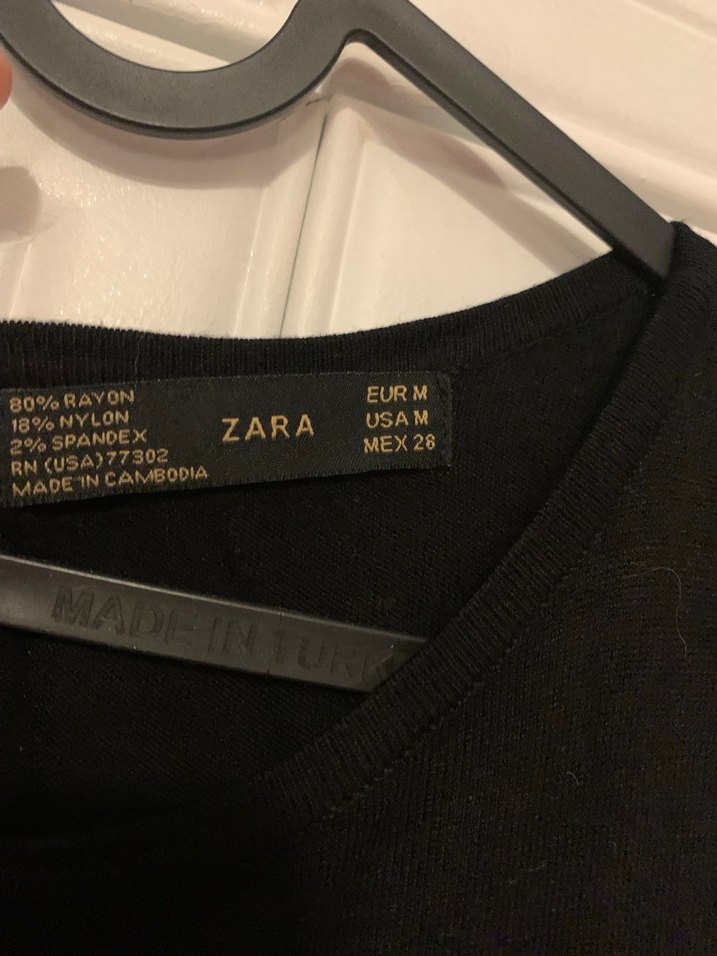 80% RAYON
18% NYLON
2% SPANDEX
RN (USA) 77302
MADE IN CAMBODIA
ZARA
EUR M
USA M
MEX 28
MADE IN TURK